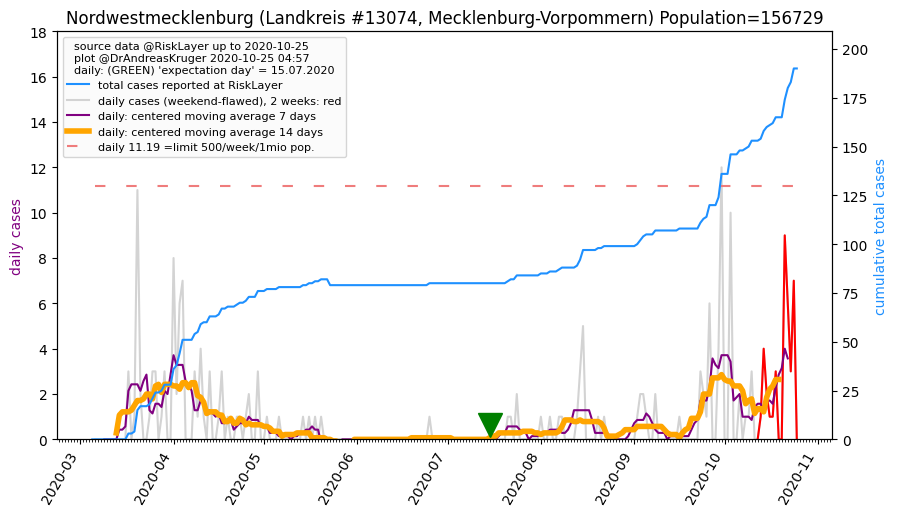 Nordwestmecklenburg (Landkreis #13074, Mecklenburg-Vorpommern) Population=156729
source data @RiskLayer up to 2020-10-25
plot @DrAndreasKruger 2020-10-25 04:57
daily: (GREEN) 'expectation day' = 15.07.2020
total cases reported at RiskLayer
daily cases (weekend-flawed), 2 weeks: red
daily: centered moving average 7 days
daily: centered moving average 14 days
daily 11.19 =limit 500/week/1mio pop.
daily cases
18
16
14
12
10
8
6
4
2
0
cumulative total cases
200
175
150
125
100
75
50
25
0
2020-03
2020-04
2020-05
2020-06
2020-07
2020-08
2020-09
2020-10
2020-11